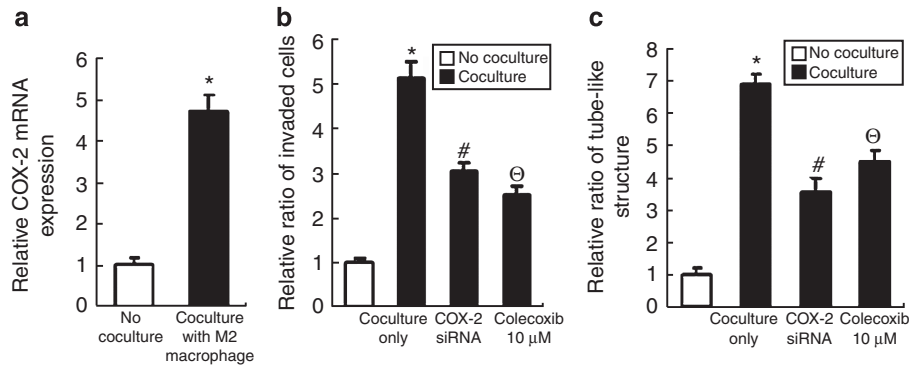 a
Relative COX-2 mRNA
expression
6
5
4
3
2
1
0
*
No
coculture
Coculture
with M2
macrophage
b
Relative ratio of invaded cells
6
5
4
3
2
1
0
No coculture
Coculture
*
#
Θ
Coculture
only
COX-2
siRNA
Colecoxib
10 μM
c
Relative ratio of tube-like
structure
8
7
6
5
4
3
2
1
0
No coculture
Coculture
*
#
Θ
Coculture
only
COX-2
siRNA
Colecoxib
10 μM